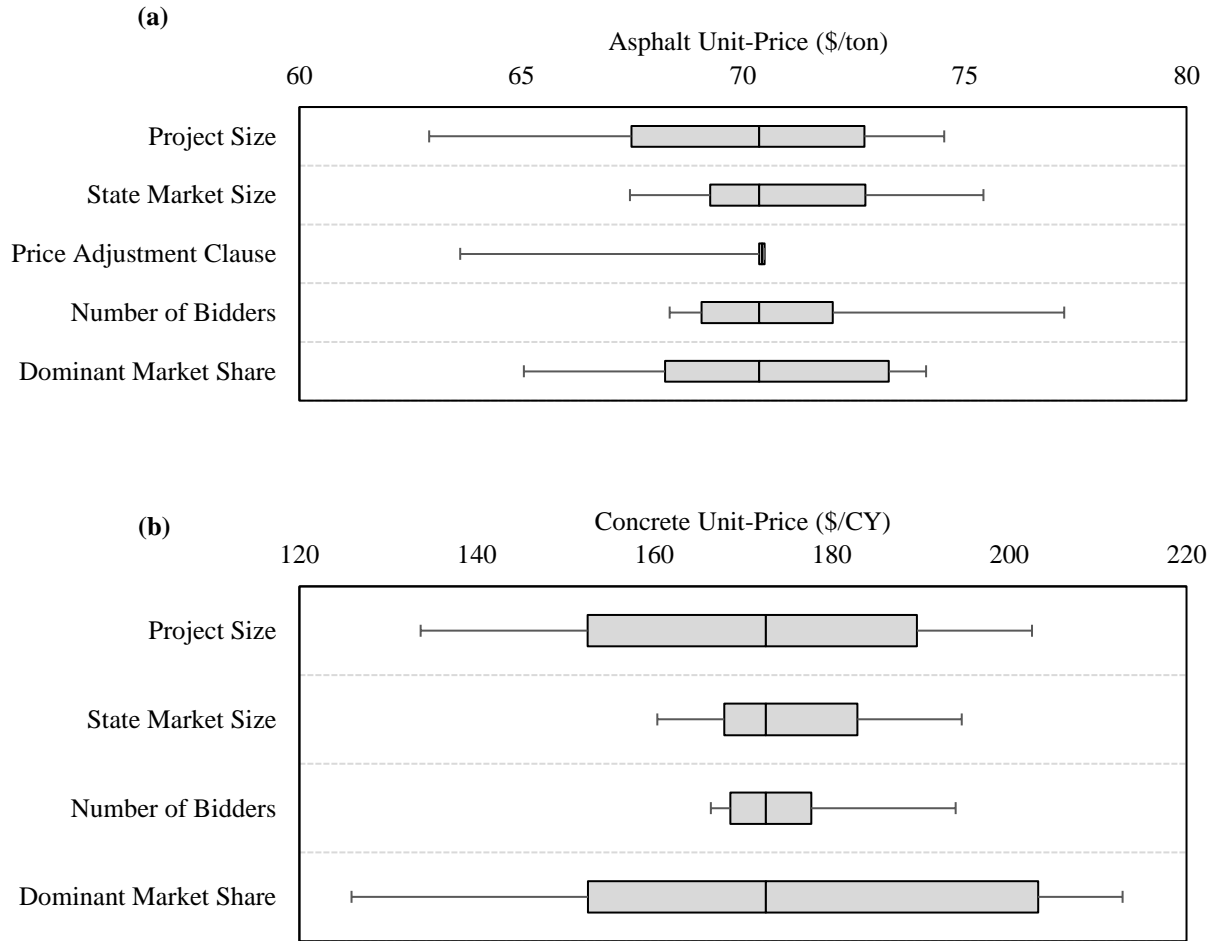 (a)
Asphalt Unit-Price ($/ton)
60 65 70 75 80
Project Size
State Market Size
Price Adjustment Clause
Number of Bidders
Dominant Market Share
(b)
Concrete Unit-Price ($/CY)
120 140 160 180 200 220
Project Size
State Market Size
Number of Bidders
Dominant Market Share